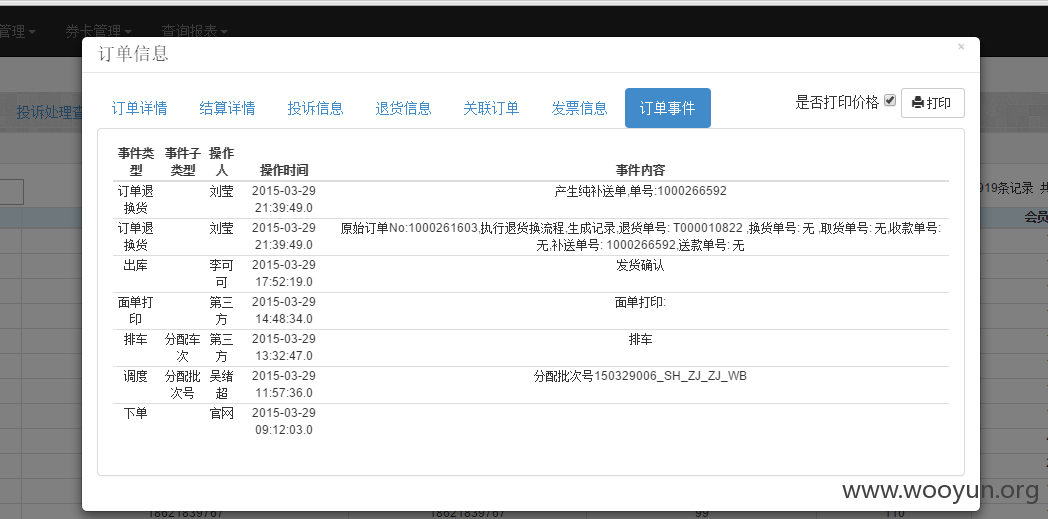 管理 券卡管理 查询报表
订单信息
×
投诉处理查
订单详情 结算详情 投诉信息 退货信息 关联订单 发票信息 订单事件
是否打印价格 打印
919条记录 共
会员
事件类型 事件子类型 操作人 操作时间 事件内容
订单退换货 刘莹 2015-03-29 21:39:49.0 产生纯补送单,单号:1000266592
订单退换货 刘莹 2015-03-29 21:39:49.0 原始订单No:1000261603,执行退货换流程,生成记录,退货单号: T000010822 ,换货单号: 无 ,取货单号: 无,收款单号:
无,补送单号: 1000266592,送款单号: 无
出库 李可可 2015-03-29 17:52:19.0 发货确认
面单打印 第三方 2015-03-29 14:48:34.0 面单打印:
排车 分配车次 第三方 2015-03-29 13:32:47.0 排车
调度 分配批次号 吴绪超 2015-03-29 11:57:36.0 分配批次号150329006_SH_ZJ_ZJ_WB
下单 官网 2015-03-29 09:12:03.0
www.wooyun.org
18621839767 18621839767 99 110